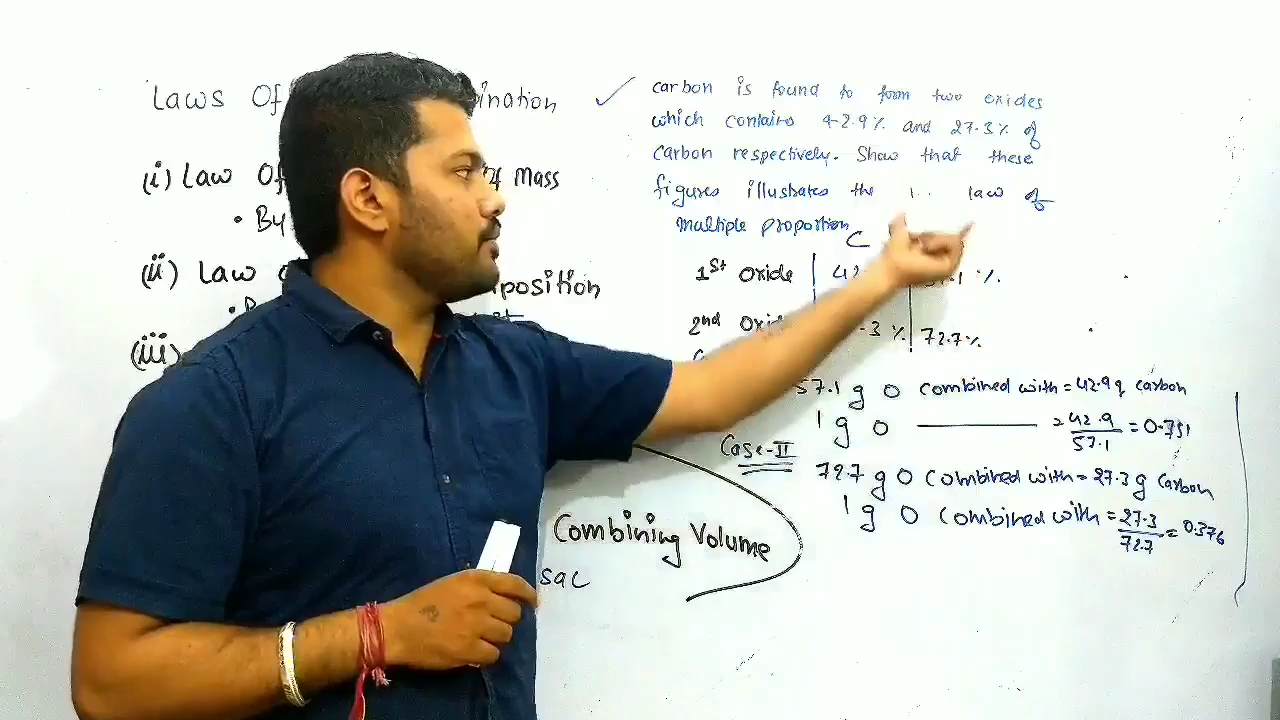 Laws Of
(i) Law Of of Mass
• By
(ii) Law position
(iii)
Combining Volume
sac
✓ carbon is found to form two oxides
which contains 42.9% and 27.3% of
carbon respectively. Show that these
figures illustrates the law of
multiple proportion
C
1st oxide %
2nd 3% 72.7%
57.1 g O combined with = 42.9 g carbon
1 g O ——— = 42.9/57.1 = 0.751
Case-II
72.7 g O combined with = 27.3 g carbon
1 g O combined with = 27.3/72.7 = 0.376